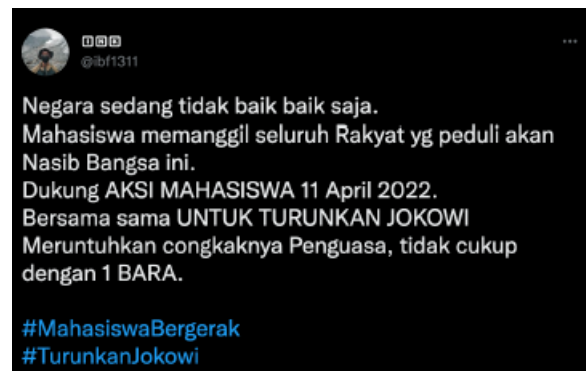 🄸🄽🄺
@ibf1311
Negara sedang tidak baik baik saja.
Mahasiswa memanggil seluruh Rakyat yg peduli akan
Nasib Bangsa ini.
Dukung AKSI MAHASISWA 11 April 2022.
Bersama sama UNTUK TURUNKAN JOKOWI
Meruntuhkan congkaknya Penguasa, tidak cukup
dengan 1 BARA.
#MahasiswaBergerak
#TurunkanJokowi